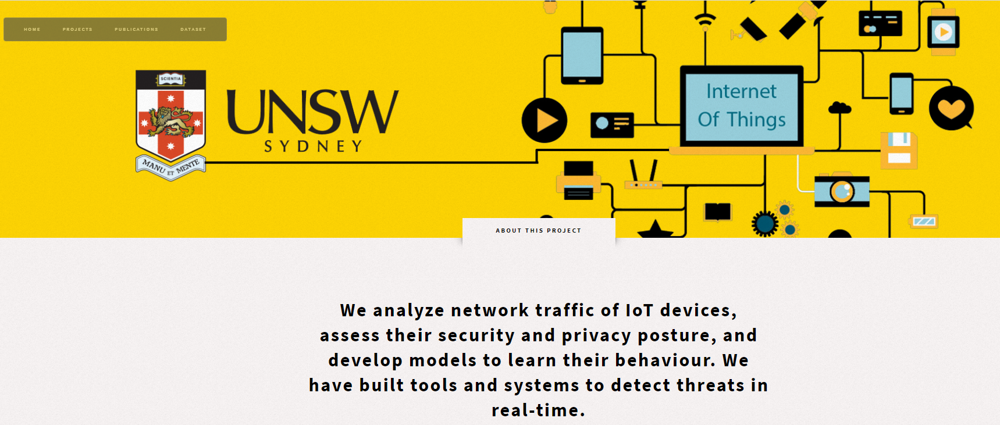 HOME PROJECTS PUBLICATIONS DATASET
SCIENTIA
UNSW
SYDNEY
MANU ET MENTE
Internet
Of Things
ABOUT THIS PROJECT
We analyze network traffic of IoT devices,
assess their security and privacy posture, and
develop models to learn their behaviour. We
have built tools and systems to detect threats in
real-time.